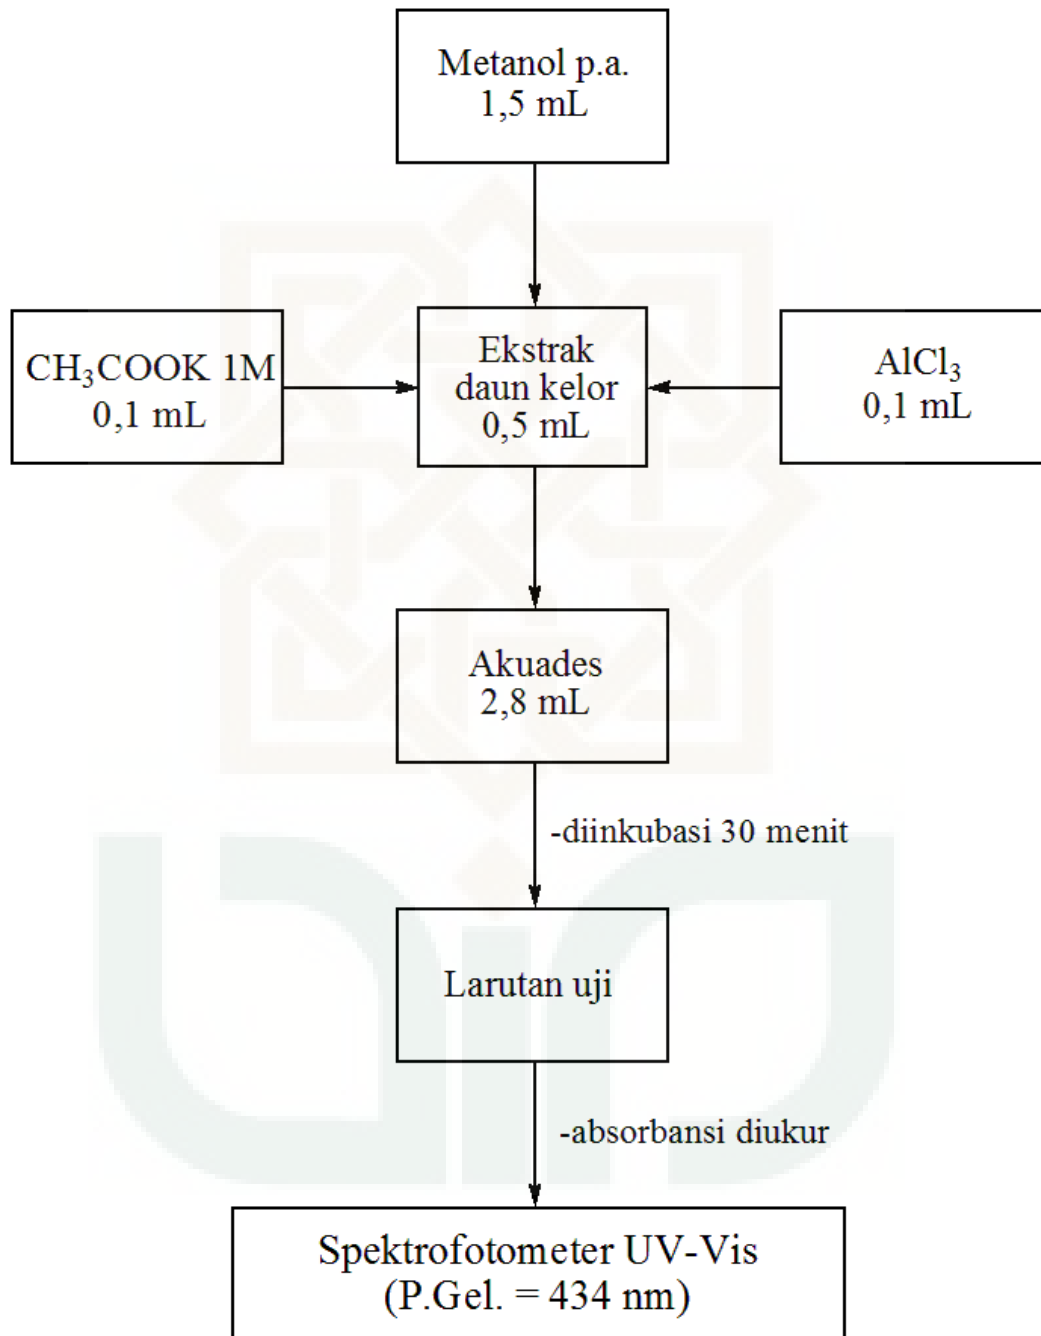 Metanol p.a.
1,5 mL
CH₃COOK 1M
0,1 mL
Ekstrak
daun kelor
0,5 mL
AlCl₃
0,1 mL
Akuades
2,8 mL
-diinkubasi 30 menit
Larutan uji
-absorbansi diukur
Spektrofotometer UV-Vis
(P.Gel. = 434 nm)